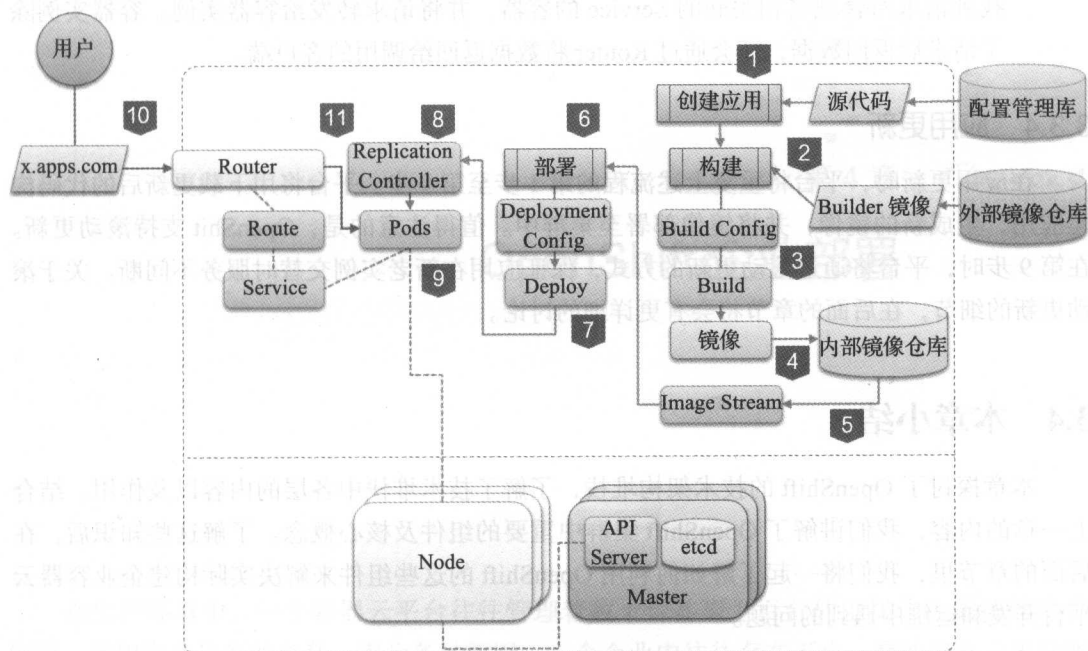 用户
10
x.apps.com
11
8
6
1
Router
Replication
Controller
部署
创建应用
源代码
配置管理库
2
构建
Route
Pods
Deployment
Config
Build Config
Builder 镜像
外部镜像仓库
Service
9
Deploy
3
Build
7
镜像
4
内部镜像仓库
Image Stream
5
Node
API
Server
etcd
Master